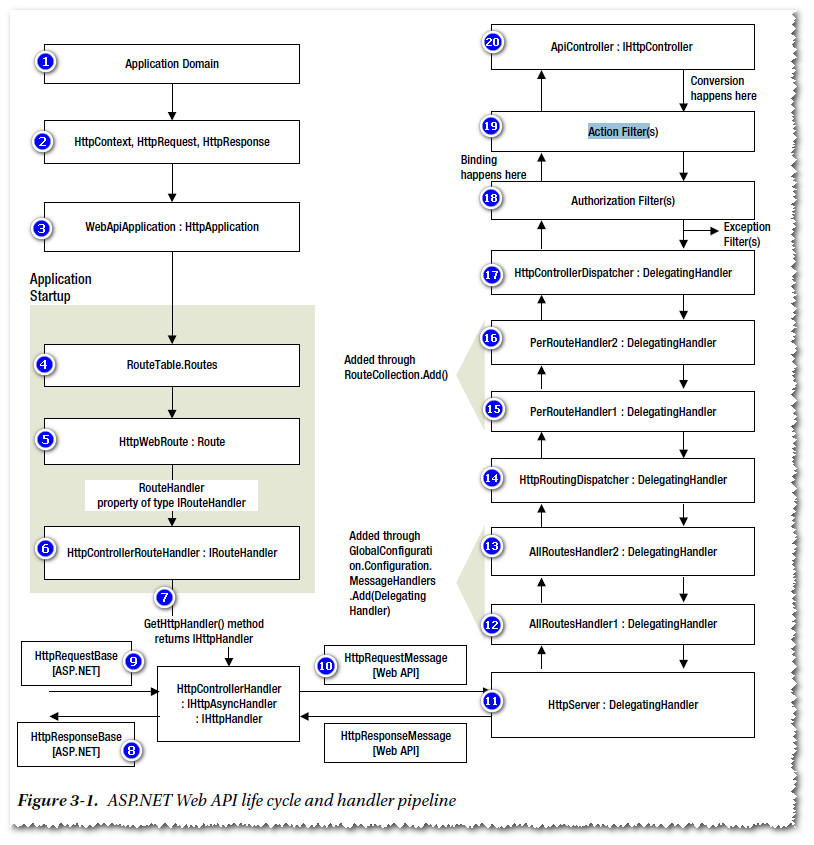 1
Application Domain
2
HttpContext, HttpRequest, HttpResponse
3
WebApiApplication : HttpApplication
Application
Startup
4
RouteTable.Routes
5
HttpWebRoute : Route
RouteHandler
property of type IRouteHandler
6
HttpControllerRouteHandler : IRouteHandler
7
GetHttpHandler() method
returns IHttpHandler
HttpRequestBase
[ASP.NET]
9
HttpControllerHandler
: IHttpAsyncHandler
: IHttpHandler
HttpResponseBase
[ASP.NET]
8
10
HttpRequestMessage
[Web API]
HttpResponseMessage
[Web API]
20
ApiController : IHttpController
Conversion
happens here
19
Action Filter(s)
Binding
happens here
18
Authorization Filter(s)
Exception
Filter(s)
17
HttpControllerDispatcher : DelegatingHandler
16
PerRouteHandler2 : DelegatingHandler
Added through
RouteCollection.Add()
15
PerRouteHandler1 : DelegatingHandler
14
HttpRoutingDispatcher : DelegatingHandler
13
AllRoutesHandler2 : DelegatingHandler
Added through
GlobalConfigurati
on.Configuration.
MessageHandlers
.Add(Delegating
Handler)
12
AllRoutesHandler1 : DelegatingHandler
11
HttpServer : DelegatingHandler
Figure 3-1. ASP.NET Web API life cycle and handler pipeline